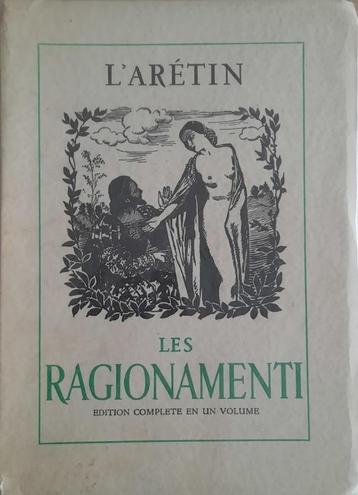 L'ARÉTIN
LES
RAGIONAMENTI
EDITION COMPLETE EN UN VOLUME